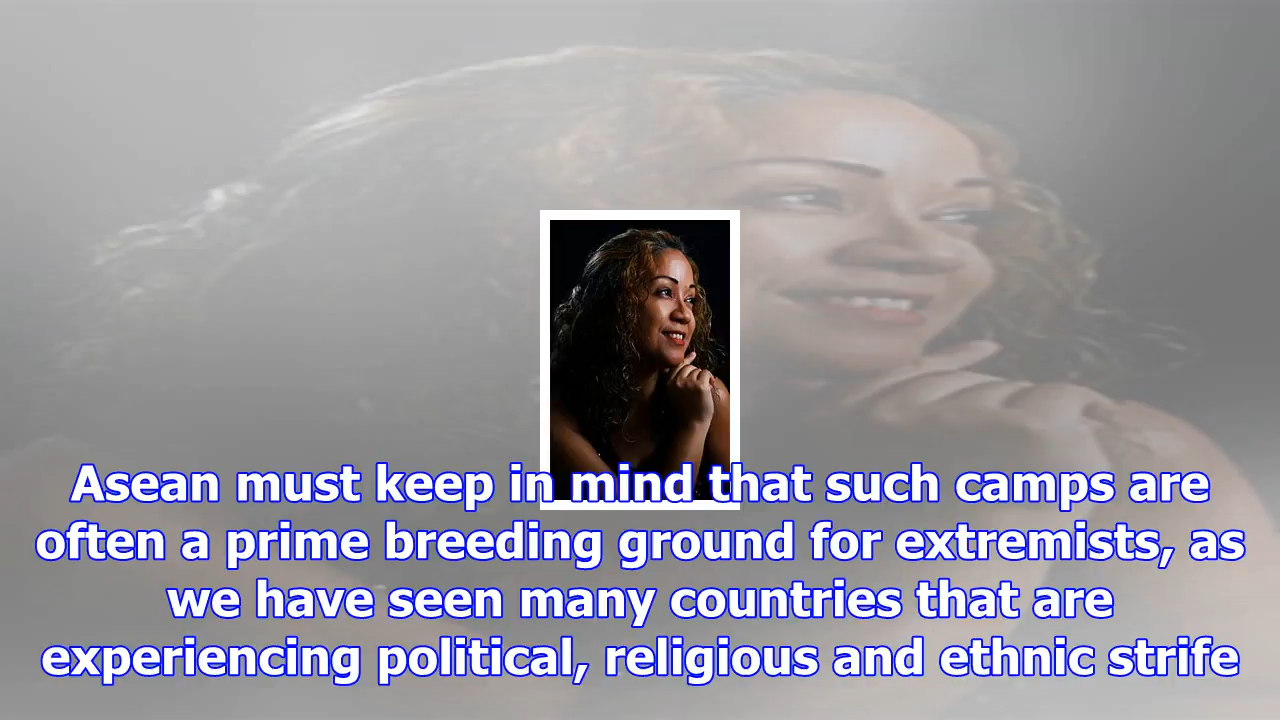 Asean must keep in mind that such camps are
often a prime breeding ground for extremists, as
we have seen many countries that are
experiencing political, religious and ethnic strife